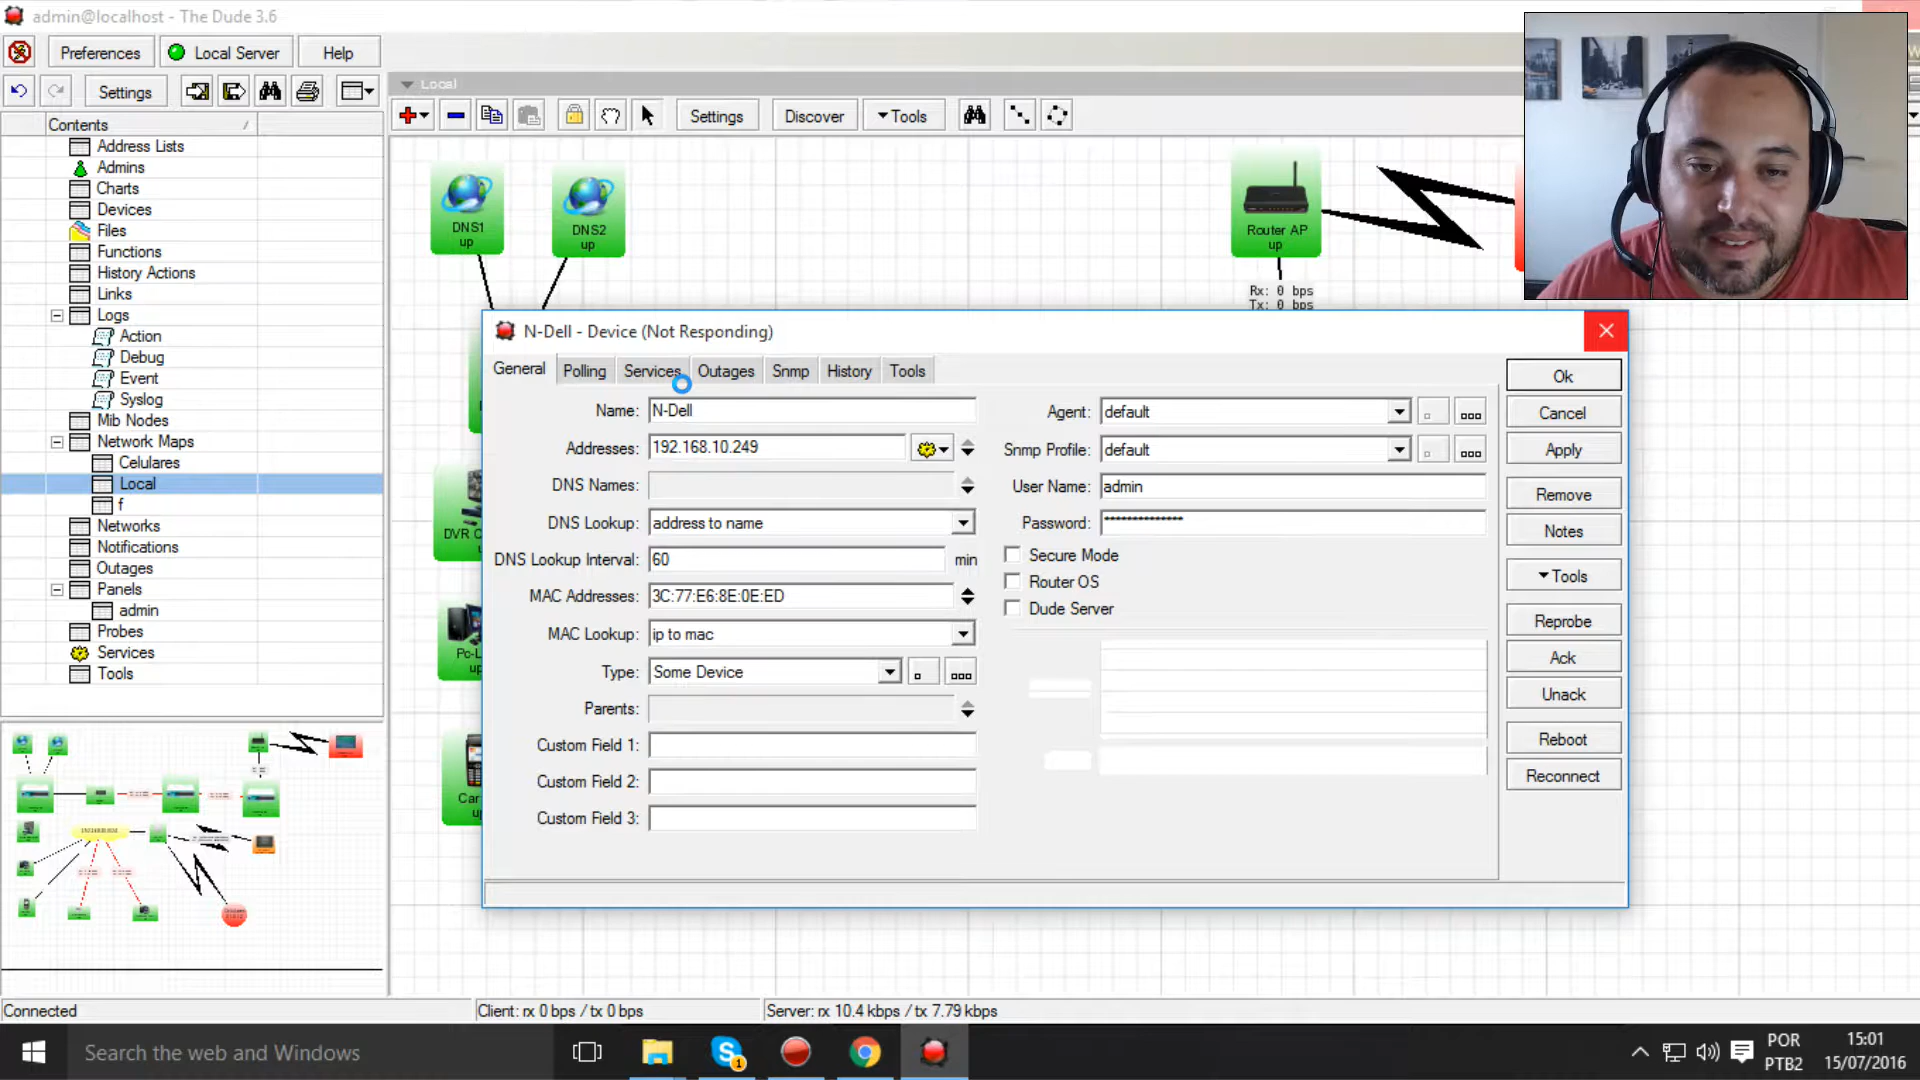 admin@localhost - The Dude 3.6
Preferences
Local Server
Help
Settings
Contents
Address Lists
Admins
Charts
Devices
Files
Functions
History Actions
Links
Logs
Action
Debug
Event
Syslog
Mib Nodes
Network Maps
Celulares
Local
f
Networks
Notifications
Outages
Panels
admin
Probes
Services
Tools
Local
Settings
Discover
Tools
DNS1
up
DNS2
up
Router AP
up
Rx: 0 bps
Tx: 0 bps
DVR
up
up
up
N-Dell - Device (Not Responding)
General
Polling
Services
Outages
Snmp
History
Tools
Name: N-Dell
Addresses: 192.168.10.249
DNS Names:
DNS Lookup: address to name
DNS Lookup Interval: 60 min
MAC Addresses: 3C:77:E6:8E:0E:ED
MAC Lookup: ip to mac
Type: Some Device
Parents:
Custom Field 1:
Custom Field 2:
Custom Field 3:
Agent: default
Snmp Profile: default
User Name: admin
Password: **************
Secure Mode
Router OS
Dude Server
Ok
Cancel
Apply
Remove
Notes
Tools
Reprobe
Ack
Unack
Reboot
Reconnect
Connected
Client: rx 0 bps / tx 0 bps
Server: rx 10.4 kbps / tx 7.79 kbps
Search the web and Windows
1
POR
PTB2
15:01
15/07/2016